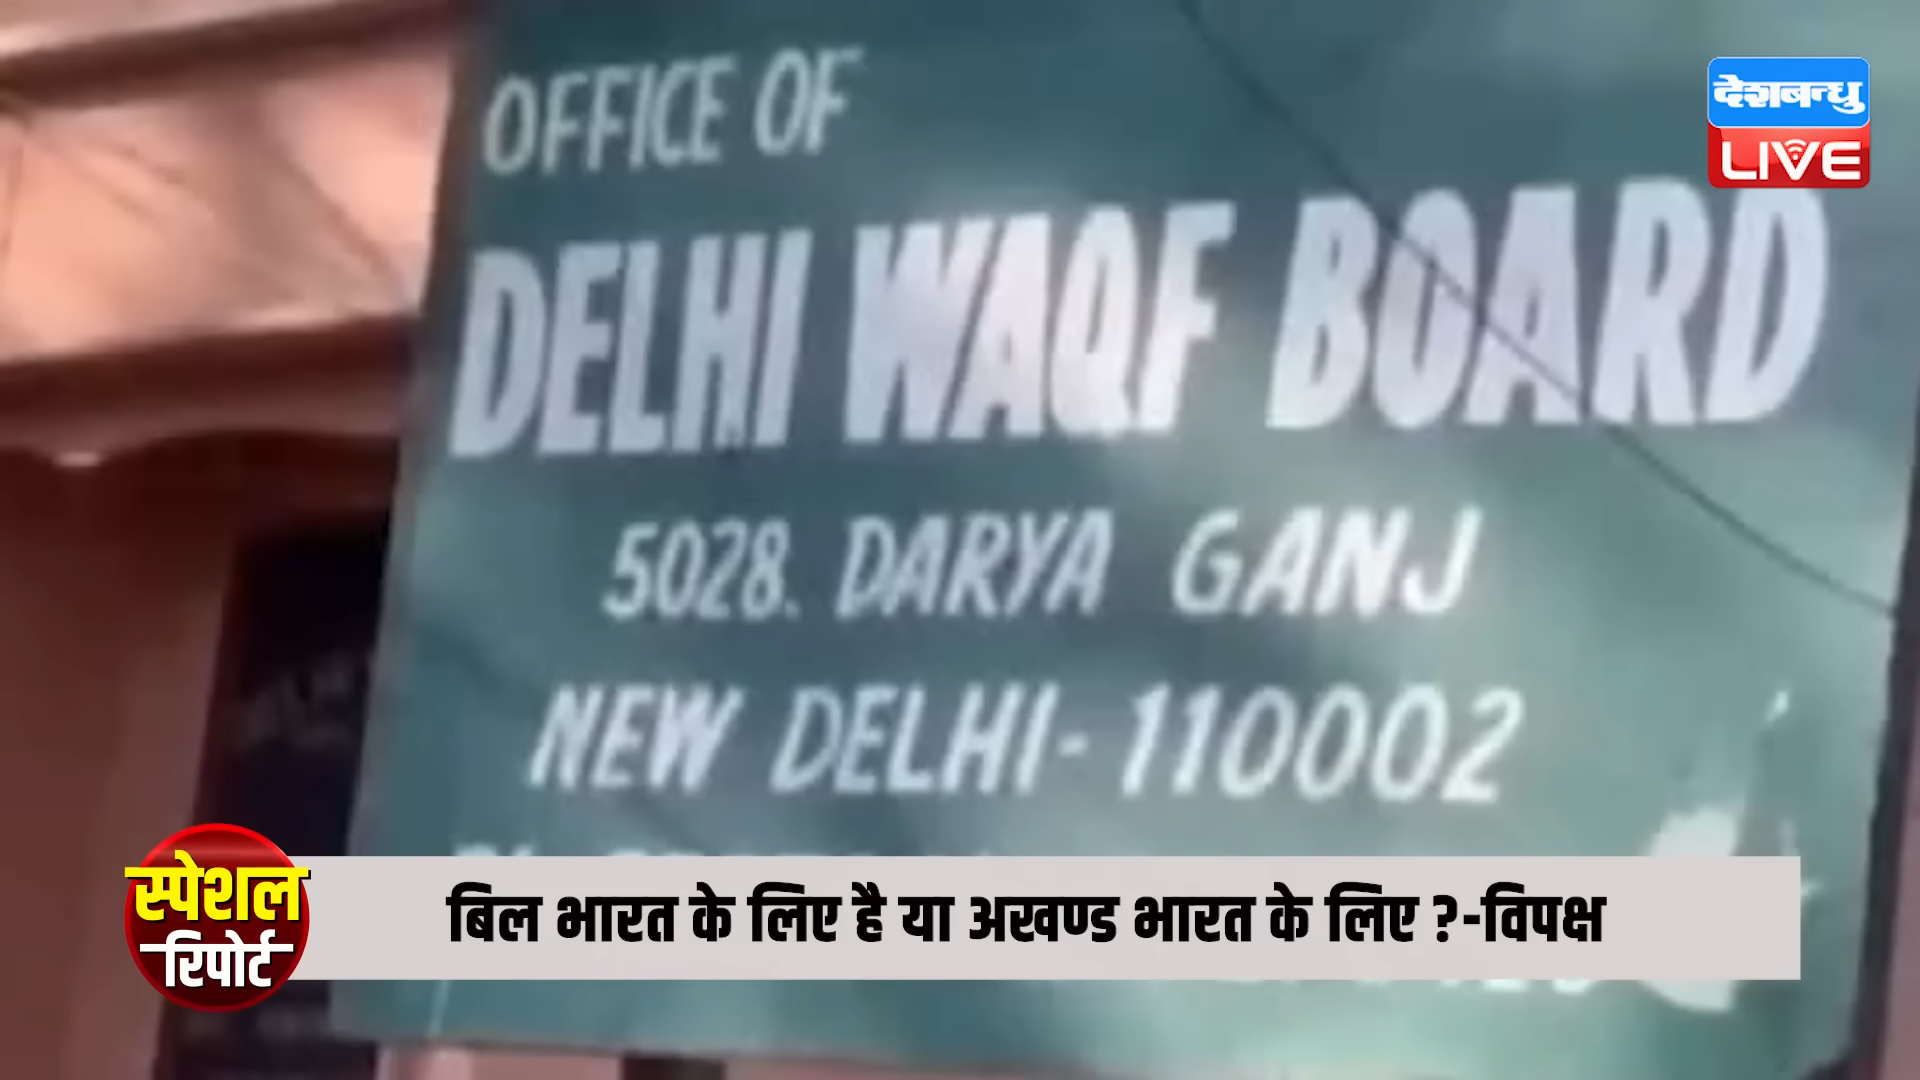 OFFICE OF
देशबन्धु
LIVE
DELHI WAQF BOARD
5028. DARYA GANJ
NEW DELHI-110002
स्पेशल
रिपोर्ट
बिल भारत के लिए है या अखण्ड भारत के लिए ?-विपक्ष